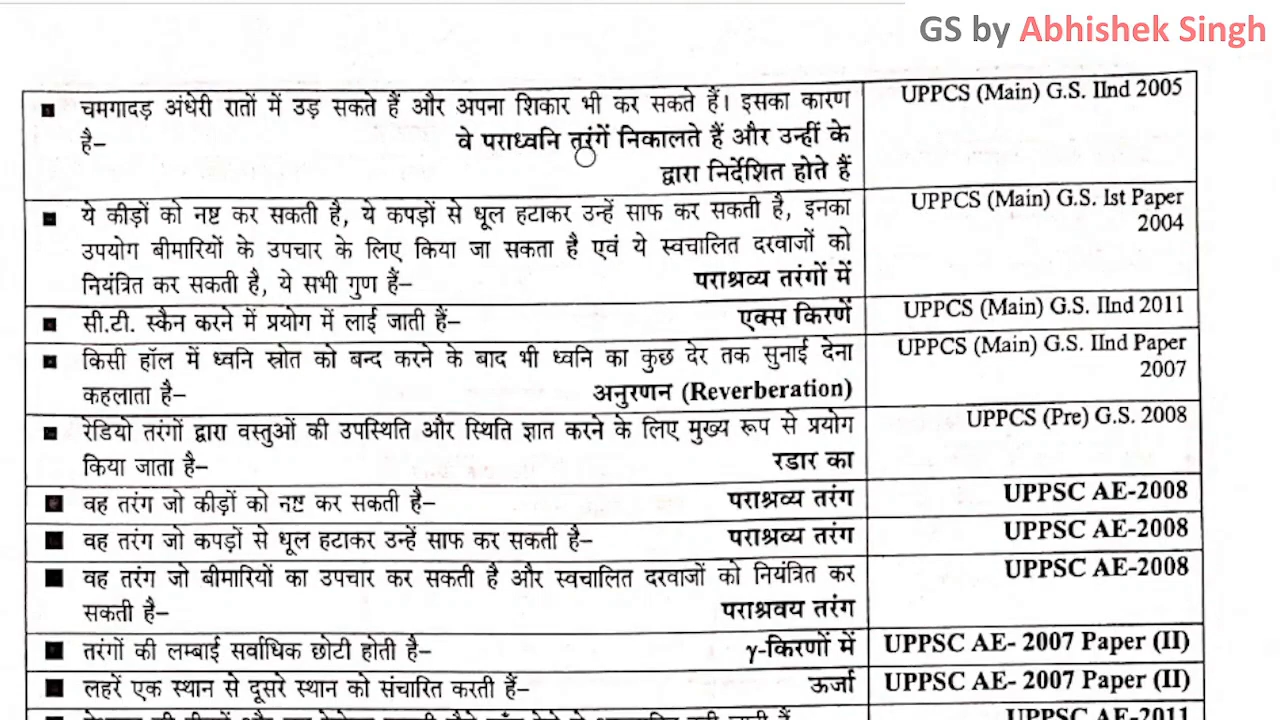 GS by Abhishek Singh
चमगादड़ अंधेरी रातों में उड़ सकते हैं और अपना शिकार भी कर सकते हैं। इसका कारण UPPCS (Main) G.S. IInd 2005
है– वे पराध्वनि तरंगें निकालते हैं और उन्हीं के
द्वारा निर्देशित होते हैं
ये कीड़ों को नष्ट कर सकती है, ये कपड़ों से धूल हटाकर उन्हें साफ कर सकती है, इनका UPPCS (Main) G.S. Ist Paper
उपयोग बीमारियों के उपचार के लिए किया जा सकता है एवं ये स्वचालित दरवाजों को 2004
नियंत्रित कर सकती है, ये सभी गुण हैं– पराश्रव्य तरंगों में
सी.टी. स्कैन करने में प्रयोग में लाई जाती हैं– एक्स किरणें UPPCS (Main) G.S. IInd 2011
किसी हॉल में ध्वनि स्रोत को बन्द करने के बाद भी ध्वनि का कुछ देर तक सुनाई देना UPPCS (Main) G.S. IInd Paper
कहलाता है– अनुरणन (Reverberation) 2007
रेडियो तरंगों द्वारा वस्तुओं की उपस्थिति और स्थिति ज्ञात करने के लिए मुख्य रूप से प्रयोग UPPCS (Pre) G.S. 2008
किया जाता है– रडार का
वह तरंग जो कीड़ों को नष्ट कर सकती है– पराश्रव्य तरंग UPPSC AE-2008
वह तरंग जो कपड़ों से धूल हटाकर उन्हें साफ कर सकती है– पराश्रव्य तरंग UPPSC AE-2008
वह तरंग जो बीमारियों का उपचार कर सकती है और स्वचालित दरवाजों को नियंत्रित कर UPPSC AE-2008
सकती है– पराश्रवय तरंग
तरंगों की लम्बाई सर्वाधिक छोटी होती है– γ-किरणों में UPPSC AE- 2007 Paper (II)
लहरें एक स्थान से दूसरे स्थान को संचारित करती हैं– ऊर्जा UPPSC AE- 2007 Paper (II)
UPPSC AE-2011